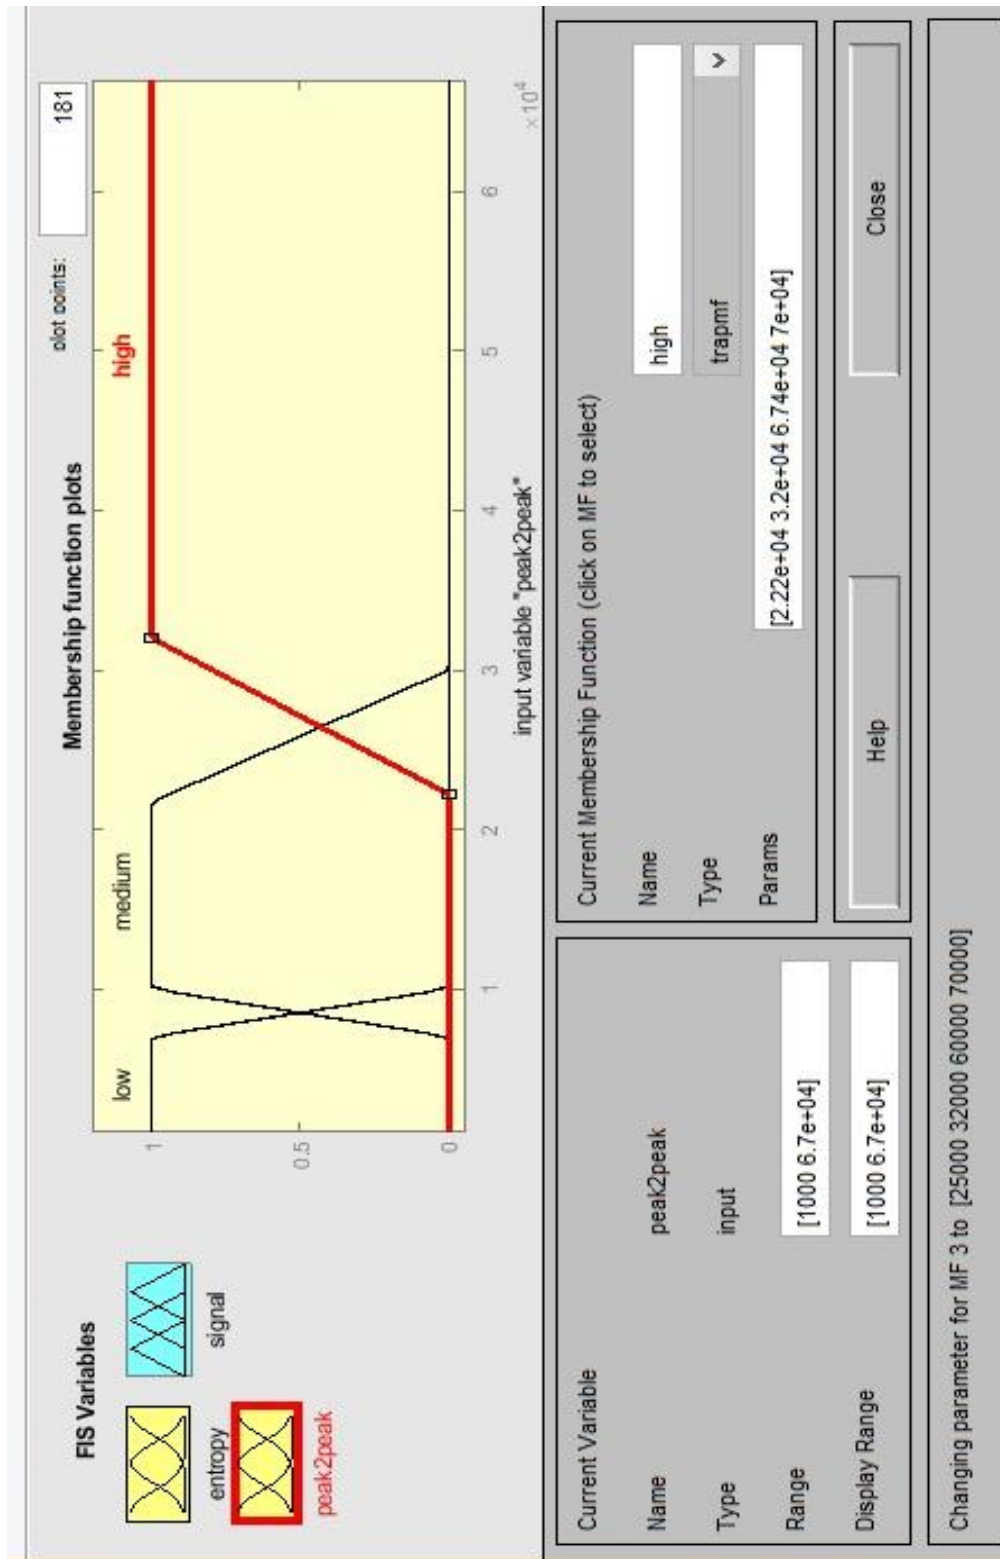 FIS Variables
entropy
signal
peak2peak
Membership function plots
plot points:
181
low
medium
high
1
0.5
0
1
2
3
4
5
6
×10⁴
input variable "peak2peak"
Current Variable
Name
peak2peak
Type
input
Range
[1000 6.7e+04]
Display Range
[1000 6.7e+04]
Current Membership Function (click on MF to select)
Name
high
Type
trapmf
Params
[2.22e+04 3.2e+04 6.74e+04 7e+04]
Help
Close
Changing parameter for MF 3 to [25000 32000 60000 70000]